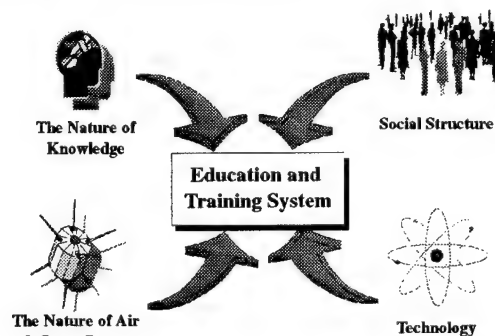 The Nature of
Knowledge
Social Structure
Education and
Training System
The Nature of Air
Technology